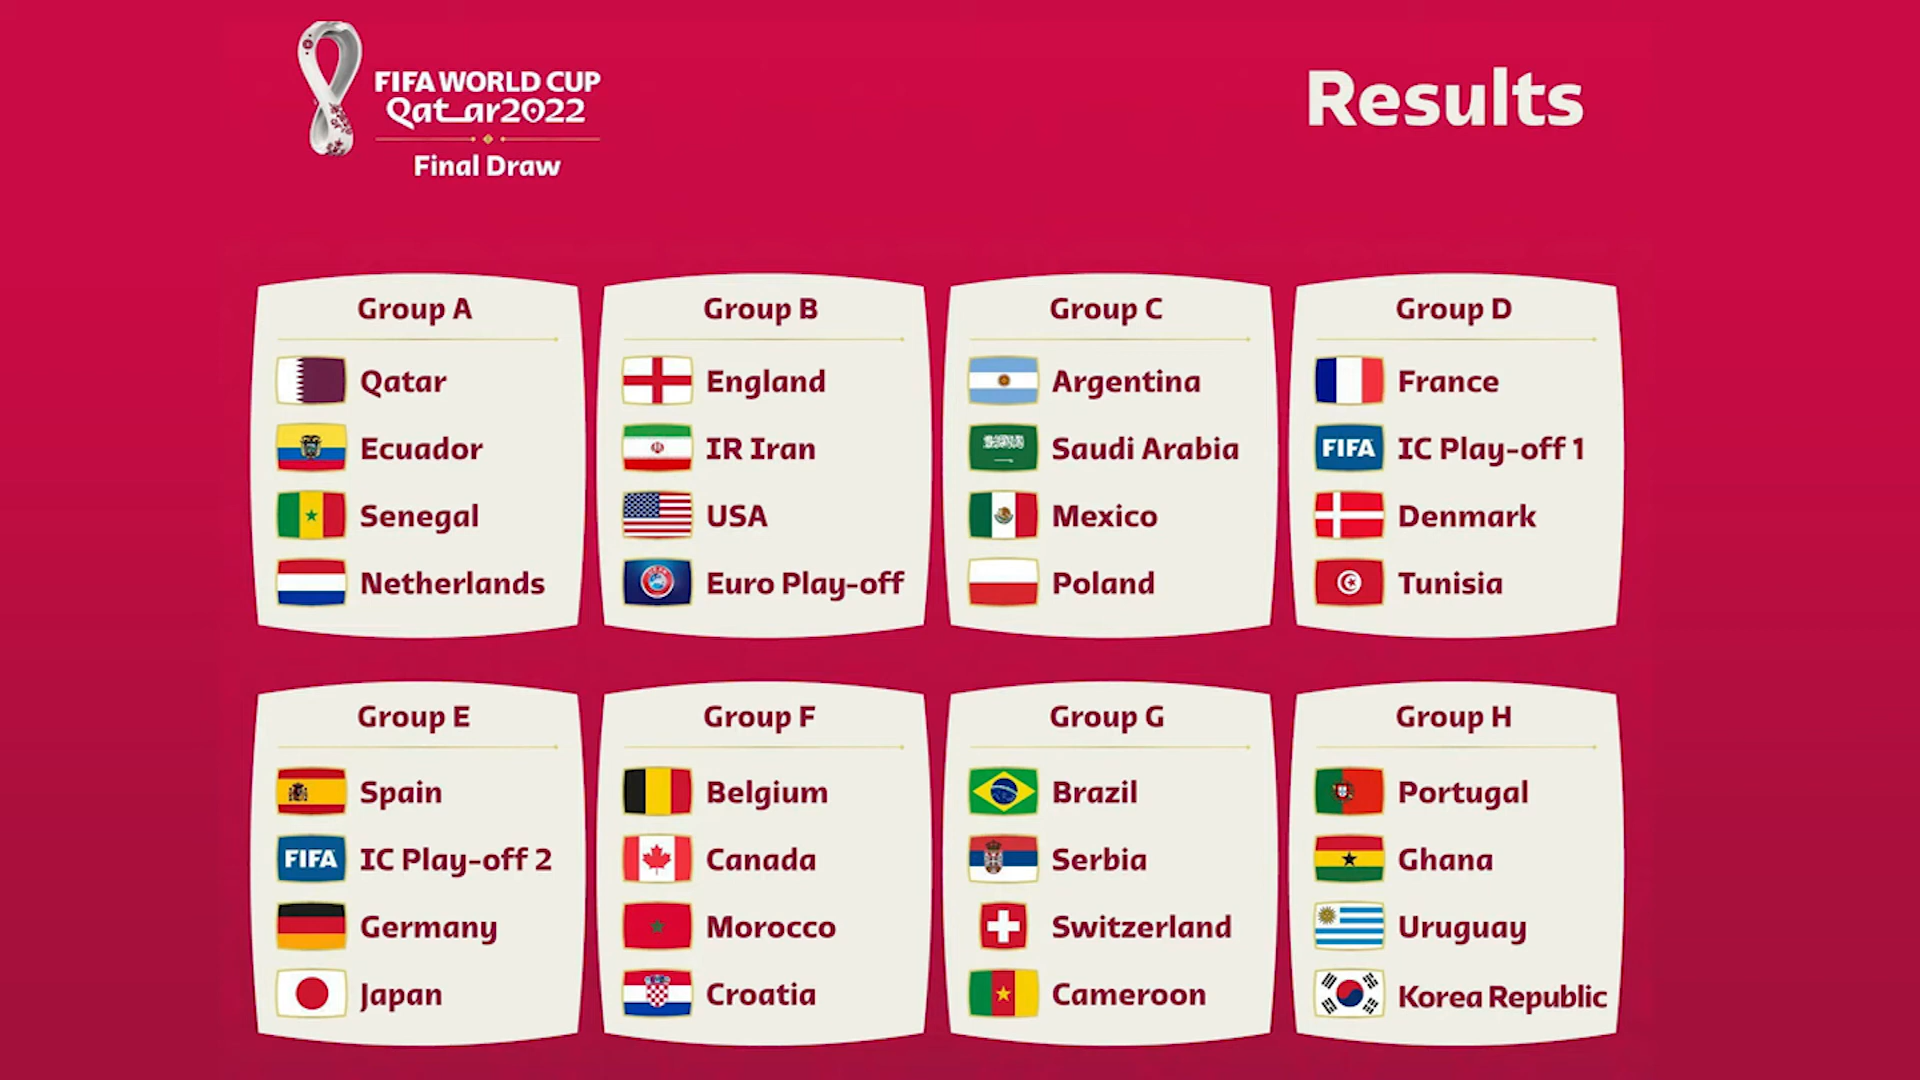 FIFA WORLD CUP
Qatar2022
Final Draw
Results
Group A
Qatar
Ecuador
Senegal
Netherlands
Group B
England
IR Iran
USA
Euro Play-off
Group C
Argentina
Saudi Arabia
Mexico
Poland
Group D
France
FIFA IC Play-off 1
Denmark
Tunisia
Group E
Spain
FIFA IC Play-off 2
Germany
Japan
Group F
Belgium
Canada
Morocco
Croatia
Group G
Brazil
Serbia
Switzerland
Cameroon
Group H
Portugal
Ghana
Uruguay
Korea Republic